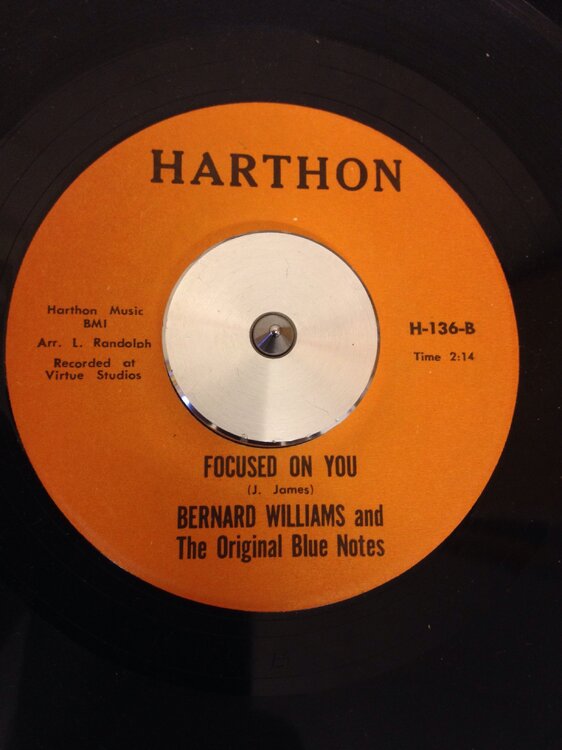 HARTHON
Harthon Music
BMI
Arr. L. Randolph
Recorded at
Virtue Studios
H-136-B
Time 2:14
FOCUSED ON YOU
(J. James)
BERNARD WILLIAMS and
The Original Blue Notes